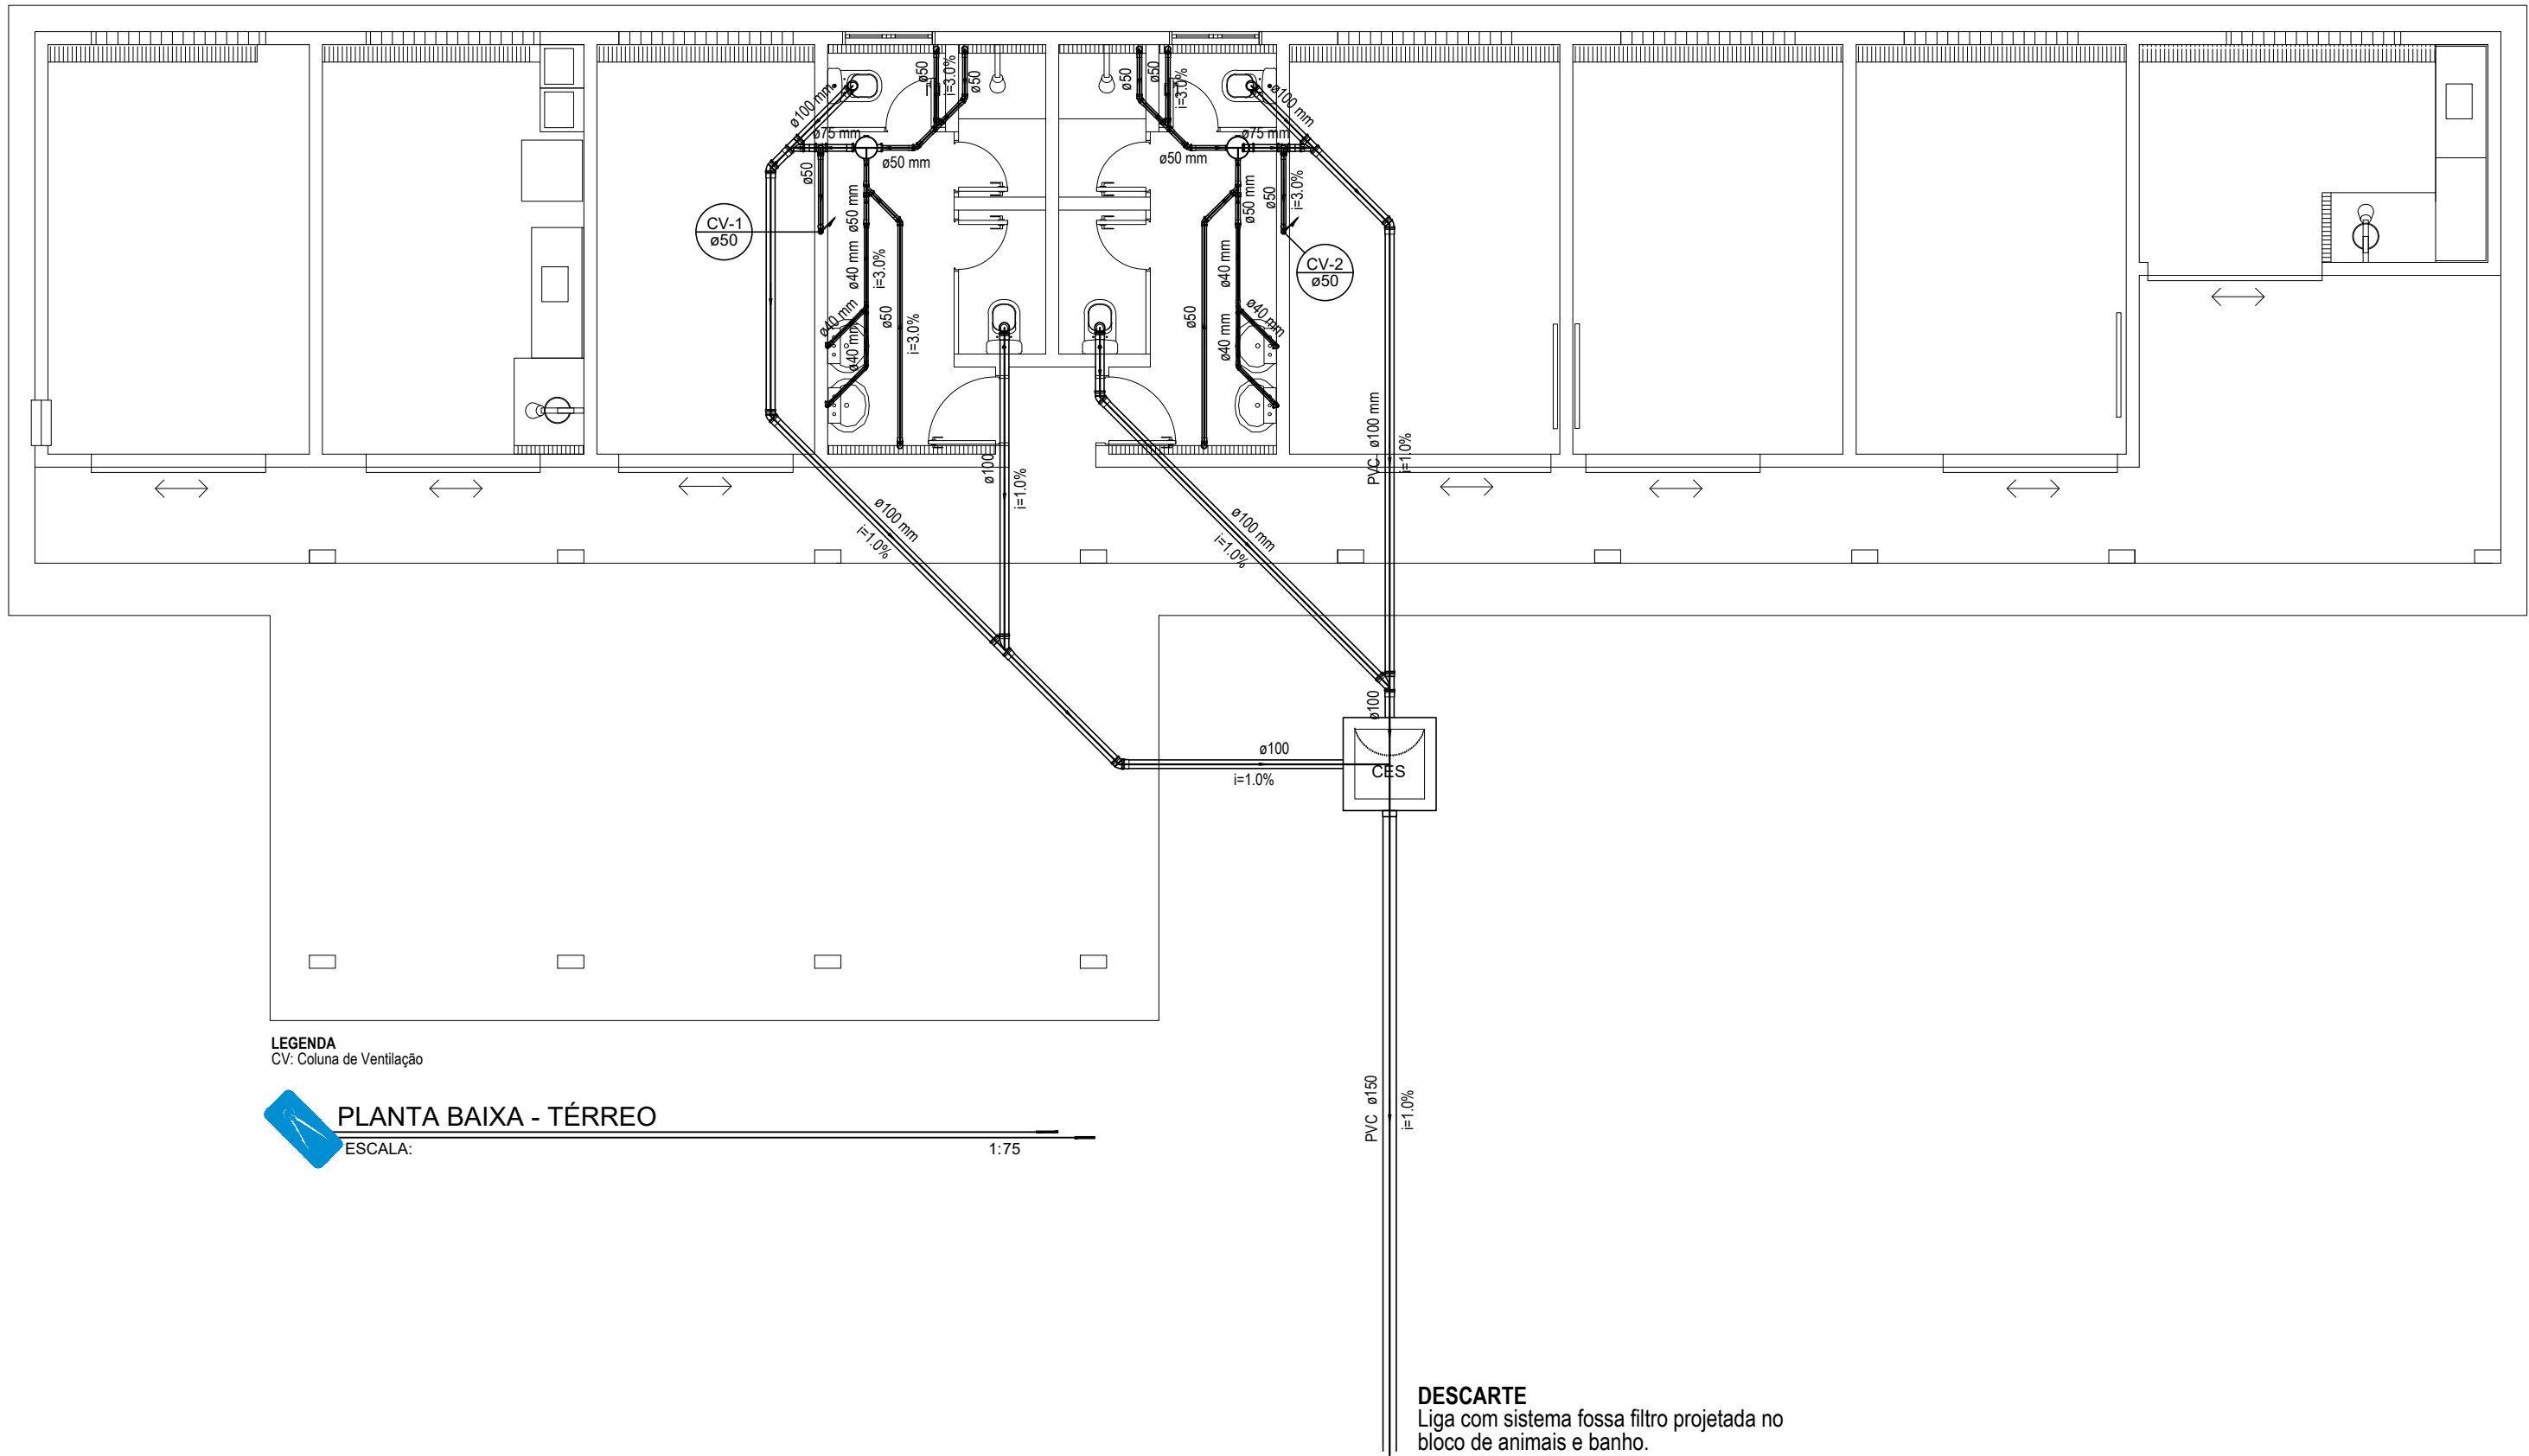 ø50
i=3.0%
ø50
ø50
ø50
i=3.0%
ø100 mm
ø100 mm
ø75 mm
ø75 mm
ø50 mm
ø50 mm
ø50
ø50
i=3.0%
ø50 mm
ø50 mm
CV-1
ø50
CV-2
ø50
ø40 mm
i=3.0%
ø40 mm
ø40 mm
ø40 mm
ø50
i=3.0%
ø50
ø40 mm
ø40 mm
PVC ø100 mm
i=1.0%
ø100
i=1.0%
ø100 mm
i=1.0%
ø100 mm
i=1.0%
ø100
ø100
i=1.0%
CES
LEGENDA
CV: Coluna de Ventilação
PLANTA BAIXA - TÉRREO
ESCALA: 1:75
PVC ø150
i=1.0%
DESCARTE
Liga com sistema fossa filtro projetada no
bloco de animais e banho.